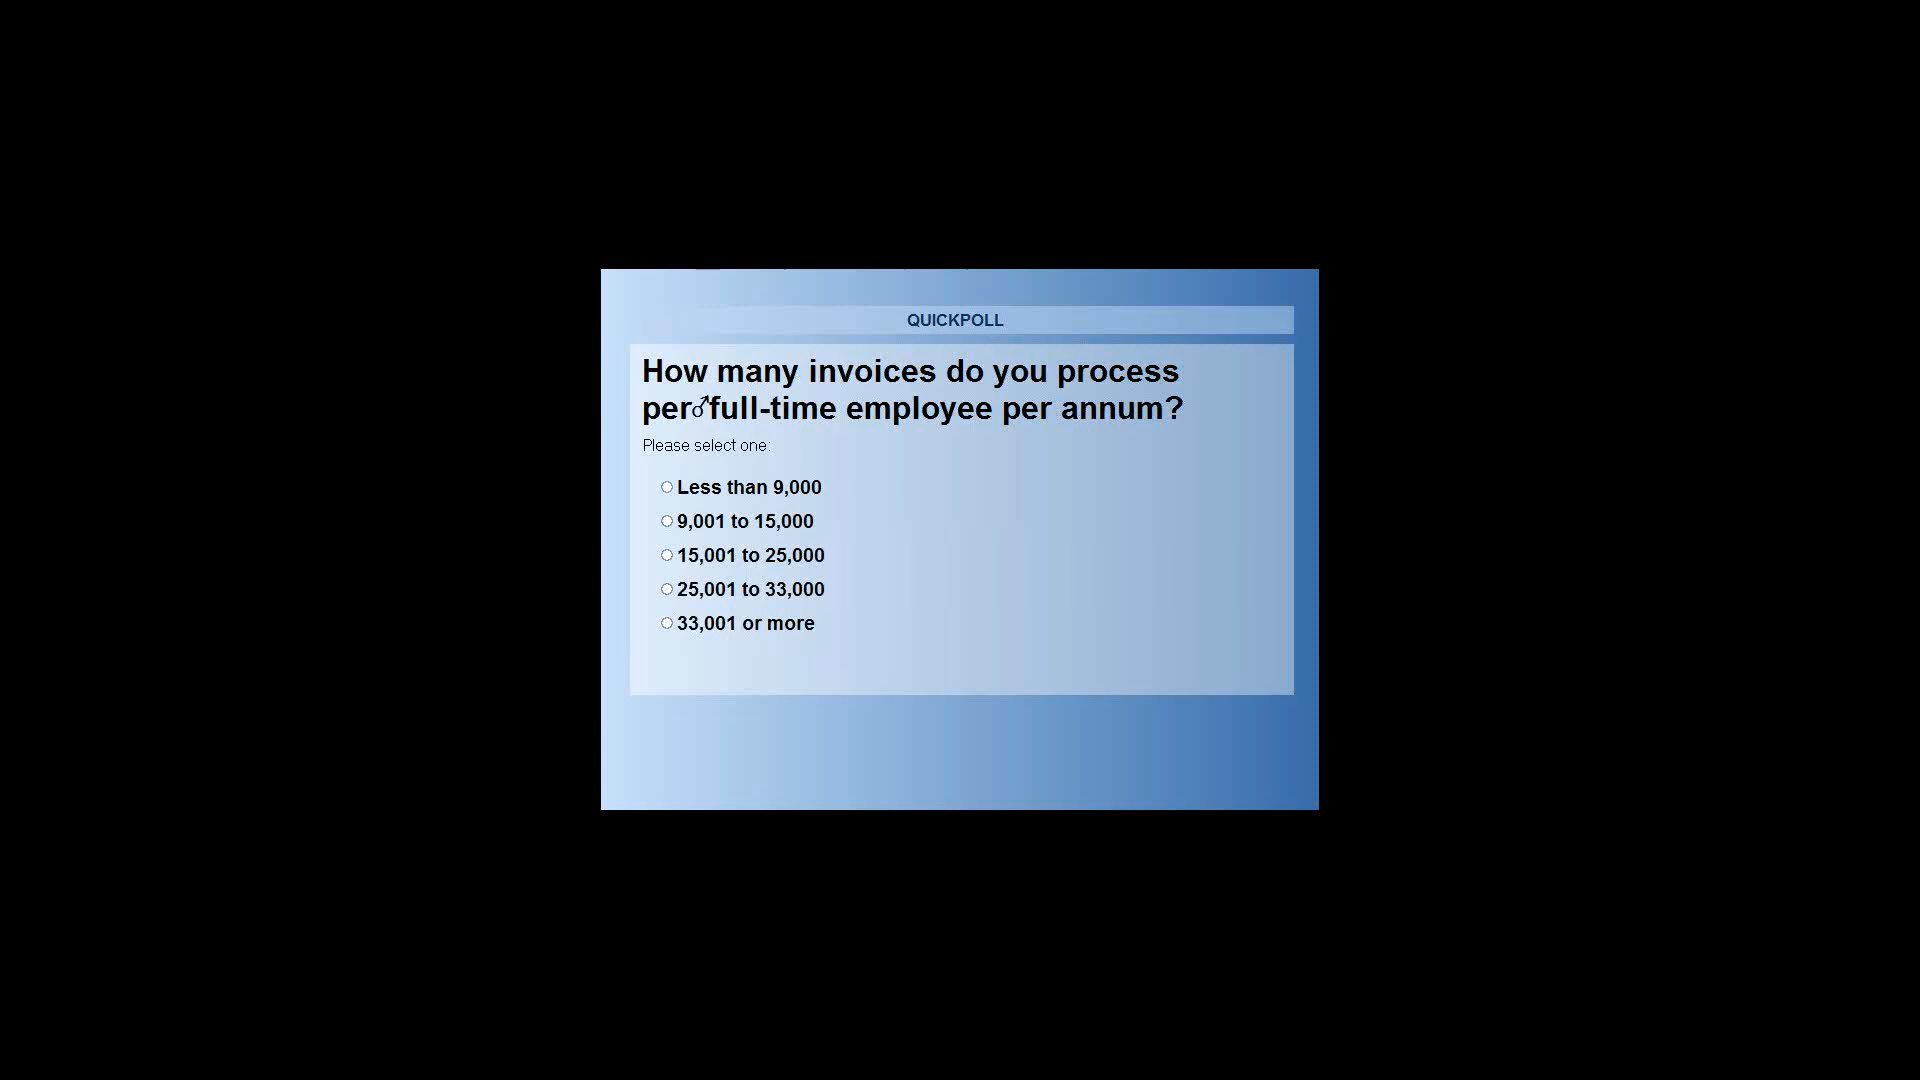 QUICKPOLL
How many invoices do you process
per♂full-time employee per annum?
Please select one:
Less than 9,000
9,001 to 15,000
15,001 to 25,000
25,001 to 33,000
33,001 or more